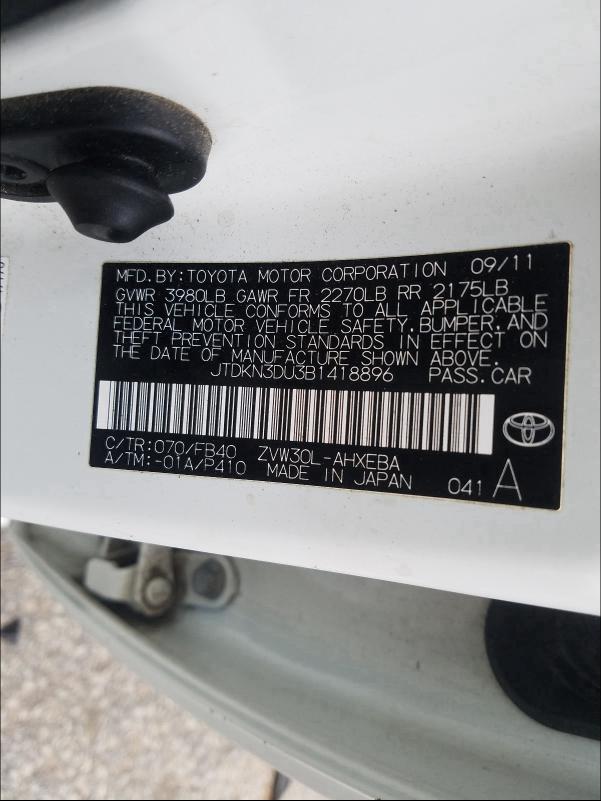 MFD. BY: TOYOTA MOTOR CORPORATION 09/11
GVWR 3980LB GAWR FR 2270LB RR 2175LB
THIS VEHICLE CONFORMS TO ALL APPLICABLE
FEDERAL MOTOR VEHICLE SAFETY, BUMPER, AND
THEFT PREVENTION STANDARDS IN EFFECT ON
THE DATE OF MANUFACTURE SHOWN ABOVE.
JTDKN3DU3B1418896 PASS. CAR
C/TR: 070/FB40 ZVW30L-AHXEBA
A/TM: -01A/P410 MADE IN JAPAN 041 A